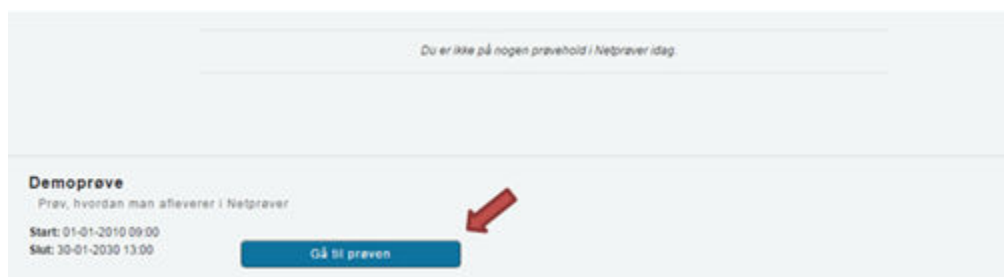 Du er ikke på nogen prøvehold i Netprøver idag.
Demoprøve
Prøv, hvordan man afleverer i Netprøver
Start: 01-01-2010 09:00
Slut: 30-01-2030 13:00
Gå til prøven